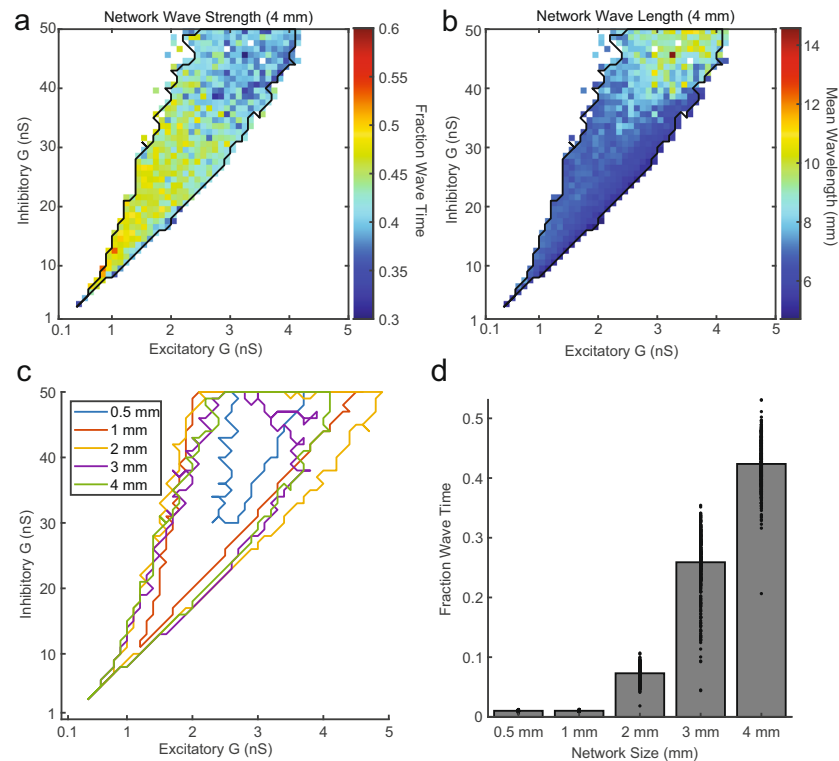 a
Network Wave Strength (4 mm)
50
40
30
20
10
1
0.1
1
2
3
4
5
Inhibitory G (nS)
Excitatory G (nS)
0.6
0.55
0.5
0.45
0.4
0.35
0.3
Fraction Wave Time
b
Network Wave Length (4 mm)
50
40
30
20
10
1
0.1
1
2
3
4
5
Inhibitory G (nS)
Excitatory G (nS)
14
12
10
8
6
Mean Wavelength (mm)
c
50
40
30
20
10
1
0.1
1
2
3
4
5
Inhibitory G (nS)
Excitatory G (nS)
0.5 mm
1 mm
2 mm
3 mm
4 mm
d
0.5
0.4
0.3
0.2
0.1
0
Fraction Wave Time
0.5 mm
1 mm
2 mm
3 mm
4 mm
Network Size (mm)